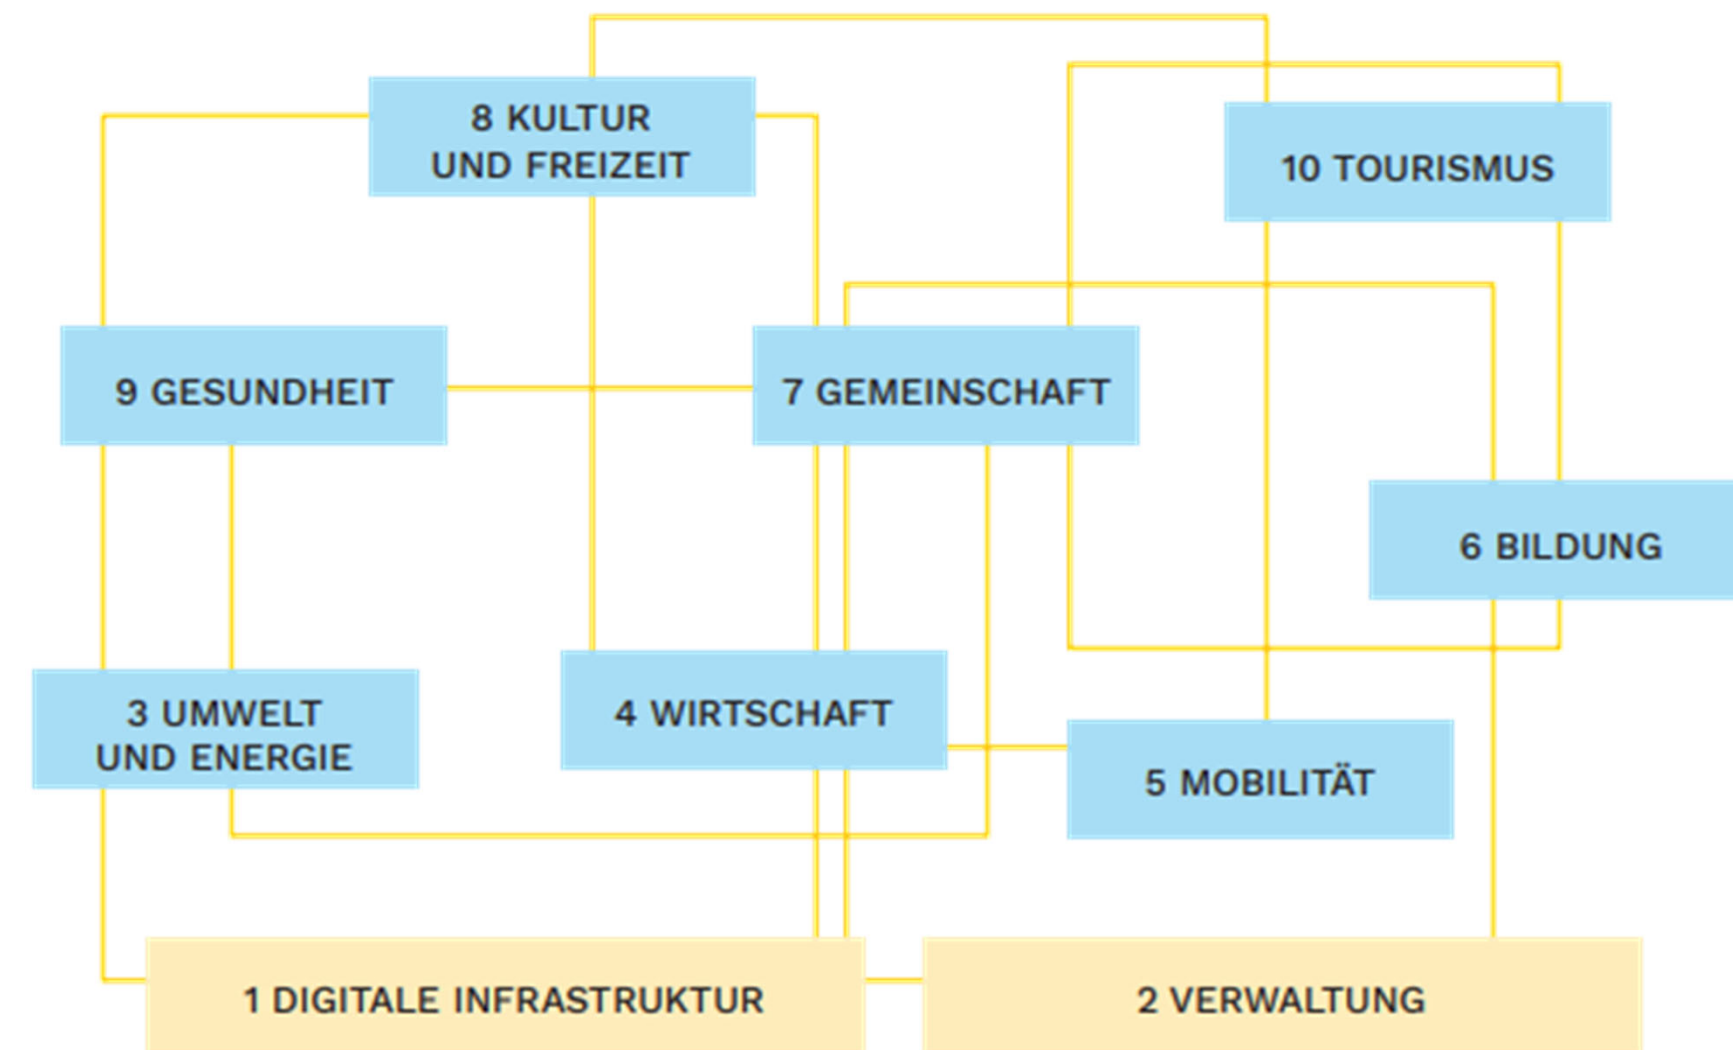 8 KULTUR
UND FREIZEIT
10 TOURISMUS
9 GESUNDHEIT
7 GEMEINSCHAFT
6 BILDUNG
3 UMWELT
UND ENERGIE
4 WIRTSCHAFT
5 MOBILITÄT
1 DIGITALE INFRASTRUKTUR
2 VERWALTUNG